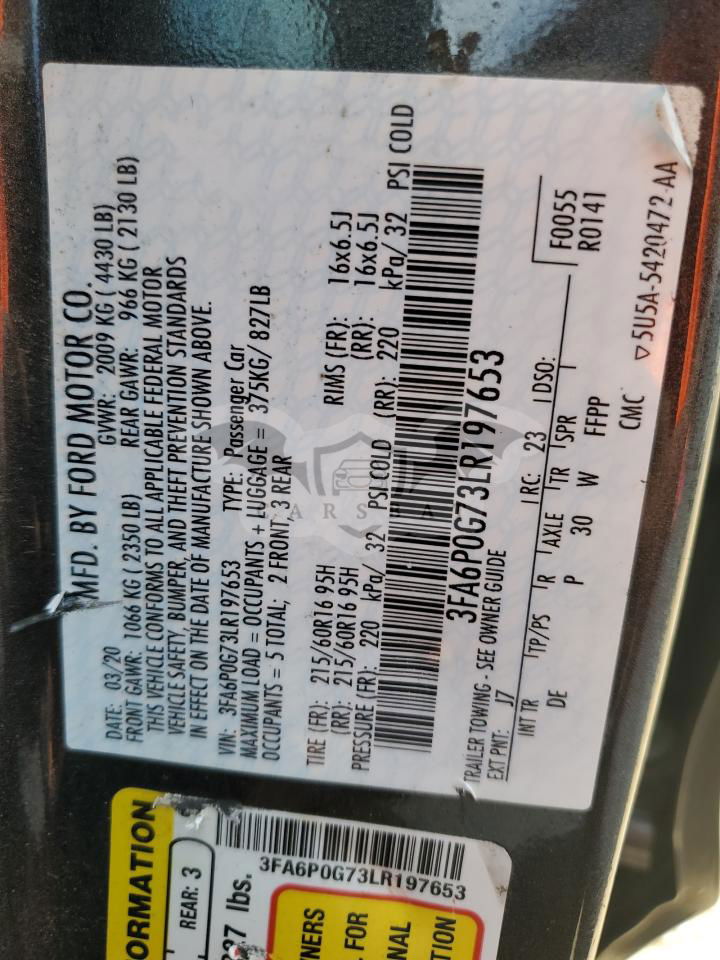 MFD. BY FORD MOTOR CO.
DATE: 03/20 GVWR: 2009 KG ( 4430 LB)
FRONT GAWR: 1066 KG (2350 LB) REAR GAWR: 966 KG ( 2130 LB)
THIS VEHICLE CONFORMS TO ALL APPLICABLE FEDERAL MOTOR
VEHICLE SAFETY, BUMPER, AND THEFT PREVENTION STANDARDS
IN EFFECT ON THE DATE OF MANUFACTURE SHOWN ABOVE.
VIN: 3FA6P0G73LR197653 TYPE: Passenger Car
MAXIMUM LOAD = OCCUPANTS + LUGGAGE = 375KG/ 827LB
OCCUPANTS = 5 TOTAL; 2 FRONT 3 REAR
TIRE (FR): 215/60R16 95H RIMS (FR): 16x6.5J
(RR): 215/60R16 95H (RR): 16x6.5J
PRESSURE (FR): 220 kPa/ 32 PSI COLD (RR): 220 kPa/ 32 PSI COLD
3FA6P0G73LR197653
TRAILER TOWING - SEE OWNER GUIDE
EXT PNT: J7 RC: 23 DSO: F0055
R0141
INT TR TP/PS R AXLE TR SPR
DE P 30 W FFPP
CMC ▽5U5A-5420472-AA
ORMATION
REAR: 3
lbs.
3FA6P0G73LR197653
NERS
FOR
NAL
TION